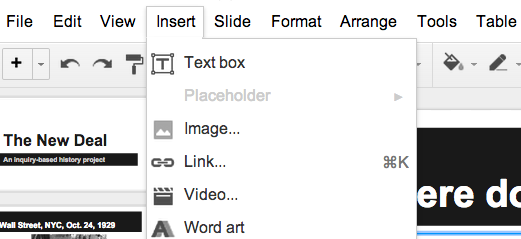 File Edit View Insert Slide Format Arrange Tools Table
Text box
Placeholder
Image...
Link... ⌘K
Video...
Word art
The New Deal
An inquiry-based history project
Wall Street, NYC, Oct. 24, 1929
ere do